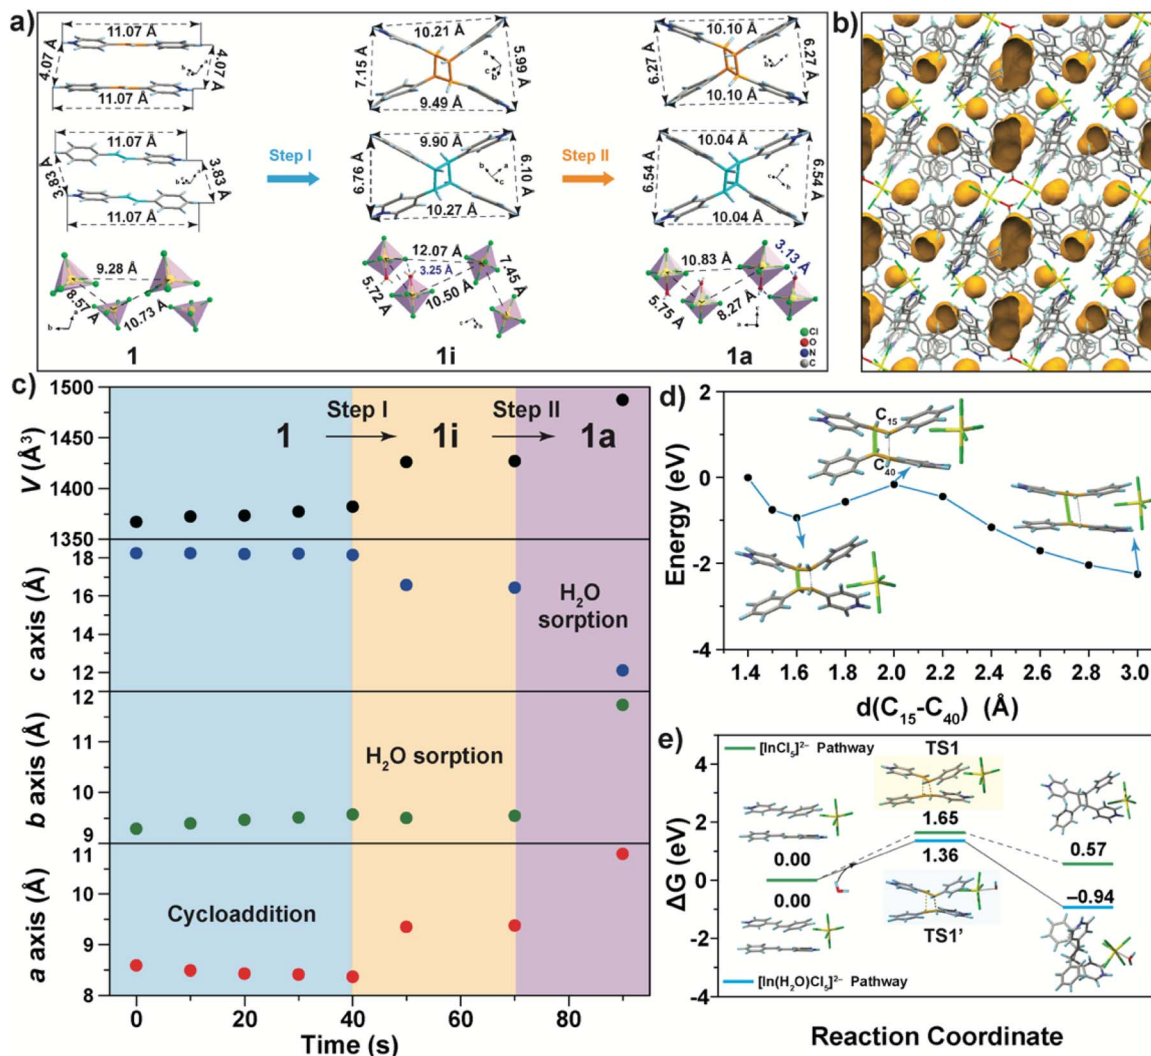 a)
11.07 Å
4.07 Å
4.07 Å
11.07 Å
11.07 Å
3.83 Å
3.83 Å
11.07 Å
9.28 Å
8.57 Å
10.73 Å
b
1
Step I
10.21 Å
7.15 Å
5.99 Å
9.49 Å
a
c
b
9.90 Å
6.76 Å
6.10 Å
10.27 Å
b
a
c
12.07 Å
3.25 Å
7.45 Å
5.72 Å
10.50 Å
1i
Step II
10.10 Å
6.27 Å
6.27 Å
10.10 Å
10.04 Å
6.54 Å
6.54 Å
10.04 Å
10.83 Å
3.13 Å
5.75 Å
8.27 Å
a
1a
Cl
O
N
C
b)
c)
V (Å³)
1500
1450
1400
1350
1
Step I
1i
Step II
1a
c axis (Å)
18
16
12
H₂O
sorption
b axis (Å)
12
11
10
9
H₂O sorption
a axis (Å)
11
10
9
8
Cycloaddition
0 20 40 60 80
Time (s)
d)
Energy (eV)
2
0
-2
-4
C₁₅
C₄₀
1.4 1.6 1.8 2.0 2.2 2.4 2.6 2.8 3.0
d(C₁₅-C₄₀) (Å)
e)
ΔG (eV)
4
2
0
-2
-4
[InCl₅]²⁻ Pathway
TS1
1.65
0.00
0.57
0.00
1.36
−0.94
TS1’
[In(H₂O)Cl₅]²⁻ Pathway
Reaction Coordinate